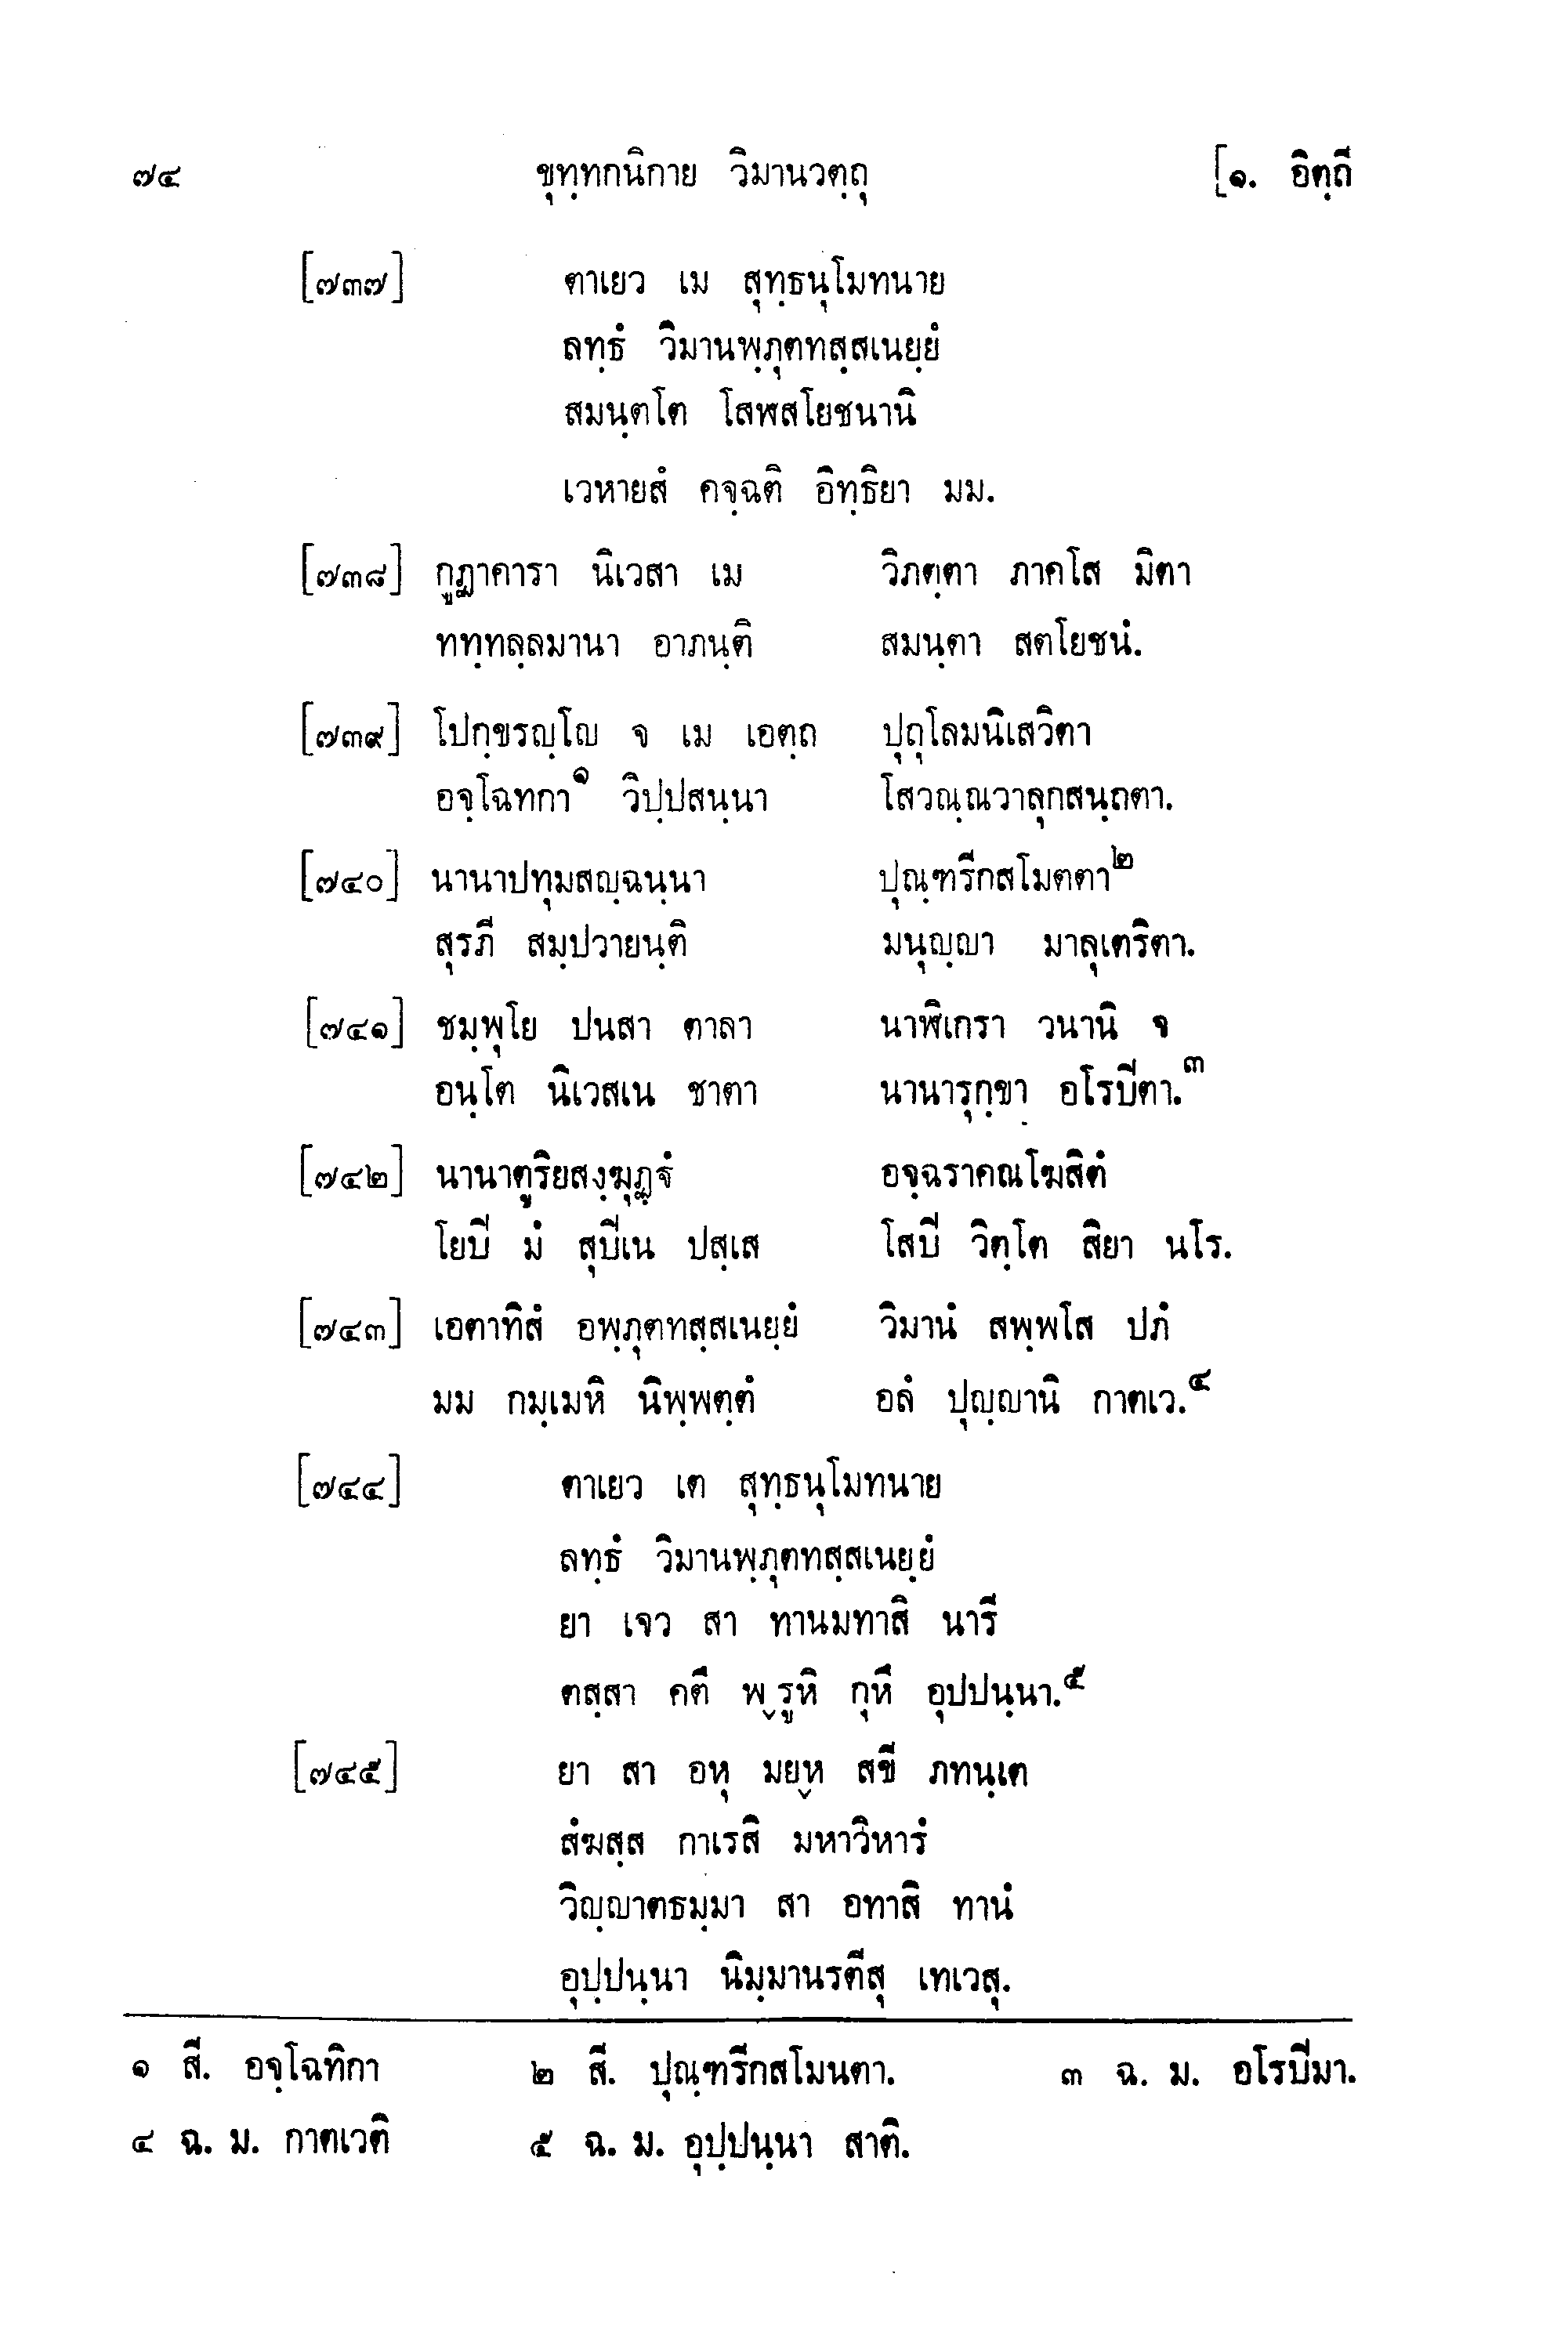 ๗๔ ขุทฺทกนิกาย วิมานวตฺถุ [๑. อิตฺถี
[๗๓๗] ตาเยว เม สุทฺธนุโมทนาย
ลทฺธํ วิมานพฺภุตทสฺสเนยฺยํ
สมนฺตโต โสฬสโยชนานิ
เวหายสํ คจฺฉติ อิทฺธิยา มม.
[๗๓๘] กูฏาคารา นิเวสา เม วิภตฺตา ภาคโส มิตา
ททฺทลฺลมานา อาภนฺติ สมนฺตา สตโยชนํ.
[๗๓๙] โปกฺขรญฺโญ จ เม เอตฺถ ปุถุโลมนิเสวิตา
อจฺโฉทกา๑ วิปฺปสนฺนา โสวณฺณวาลุกสนฺถตา.
[๗๔๐] นานาปทุมสญฺฉนฺนา ปุณฺฑรีกสโมตตา๒
สุรภี สมฺปวายนฺติ มนุญฺญา มาลุเตริตา.
[๗๔๑] ชมฺพุโย ปนสา ตาลา นาฬิเกรา วนานิ จ
อนฺโต นิเวสเน ชาตา นานารุกฺขา อโรปิตา.๓
[๗๔๒] นานาตูริยสงฺฆุฏฺฐํ อจฺฉราคณโฆสิตํ
โยปิ มํ สุปิเน ปสฺเส โสปิ วิตฺโต สิยา นโร.
[๗๔๓] เอตาทิสํ อพฺภุตทสฺสเนยฺยํ วิมานํ สพฺพโส ปภํ
มม กมฺเมหิ นิพฺพตฺตํ อลํ ปุญฺญานิ กาตเว.๔
[๗๔๔] ตาเยว เต สุทฺธนุโมทนาย
ลทฺธํ วิมานพฺภุตทสฺสเนยฺยํ
ยา เจว สา ทานมทาสิ นารี
ตสฺสา คตึ พฺรูหิ กุหึ อุปปนฺนา.๕
[๗๔๕] ยา สา อหุ มยฺห สขี ภทนฺเต
สํฆสฺส กาเรสิ มหาวิหารํ
วิญฺญาตธมฺมา สา อทาสิ ทานํ
อุปฺปนฺนา นิมฺมานรตีสุ เทเวสุ.
๑ สี. อจฺโฉทิกา ๒ สี. ปุณฺฑรีกสโมนตา. ๓ ฉ. ม. อโรปิมา.
๔ ฉ. ม. กาตเวติ ๕ ฉ. ม. อุปฺปนฺนา สาติ.